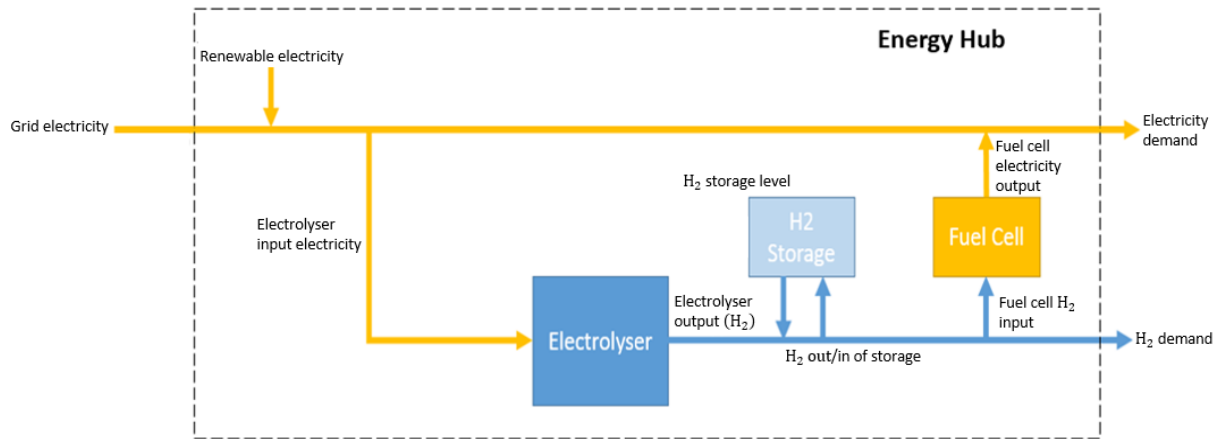 Energy Hub
Renewable electricity
Grid electricity
Electricity
demand
Fuel cell
electricity
output
H₂ storage level
H2
Storage
Fuel Cell
Electrolyser
input electricity
Electrolyser
output (H₂)
Fuel cell H₂
input
Electrolyser
H₂ out/in of storage
H₂ demand